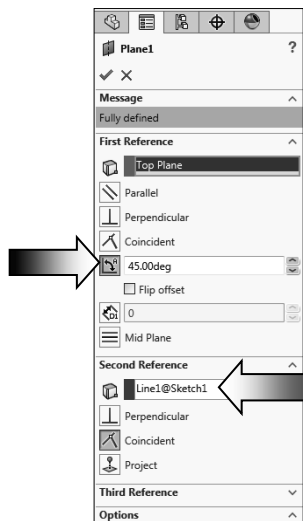 Plane1 ?
Message
Fully defined
First Reference
Top Plane
Parallel
Perpendicular
Coincident
45.00deg
Flip offset
0
Mid Plane
Second Reference
Line1@Sketch1
Perpendicular
Coincident
Project
Third Reference
Options